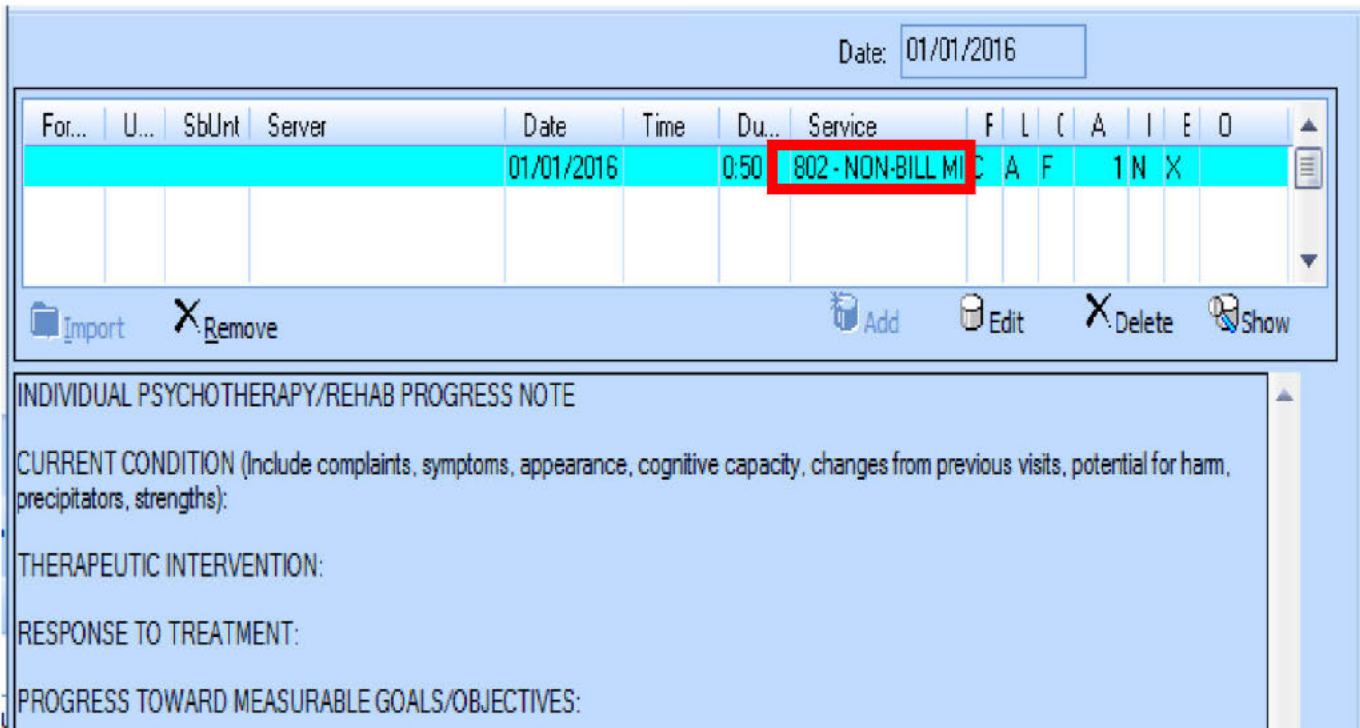 Date: 01/01/2016
For... U... SbUnt Server Date Time Du... Service F L ( A I E O
01/01/2016 0:50 802 - NON-BILL MI C A F 1 N X
Import Remove Add Edit Delete Show
INDIVIDUAL PSYCHOTHERAPY/REHAB PROGRESS NOTE
CURRENT CONDITION (Include complaints, symptoms, appearance, cognitive capacity, changes from previous visits, potential for harm,
precipitators, strengths):
THERAPEUTIC INTERVENTION:
RESPONSE TO TREATMENT:
PROGRESS TOWARD MEASURABLE GOALS/OBJECTIVES: